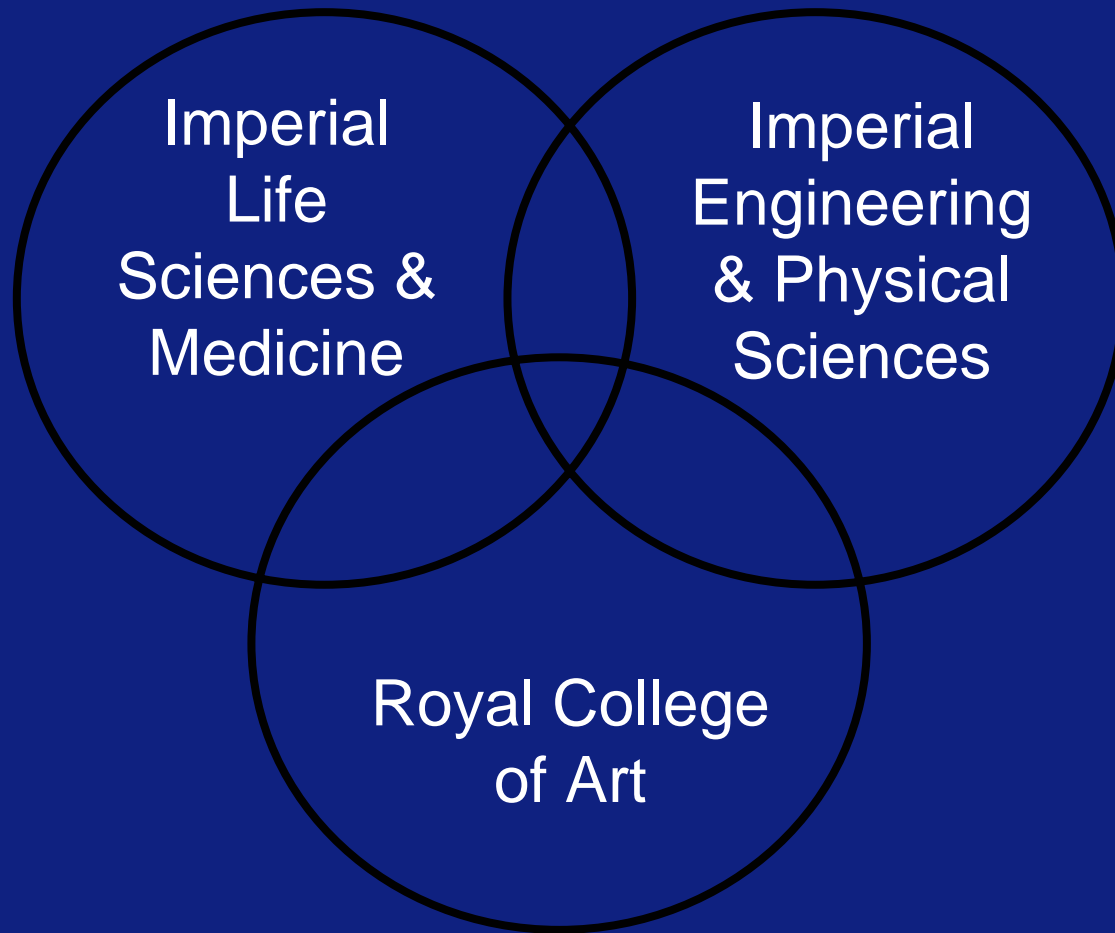 Imperial
Life
Sciences &
Medicine
Imperial
Engineering
& Physical
Sciences
Royal College
of Art